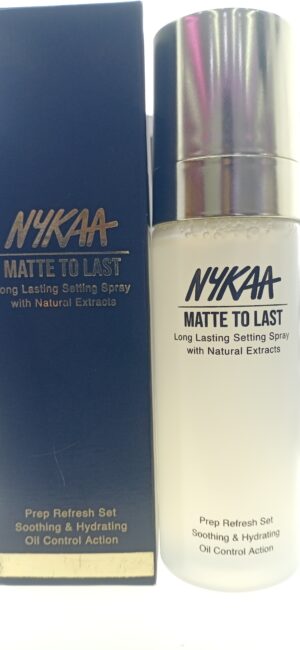 NYKAA
MATTE TO LAST
Long Lasting Setting Spray
with Natural Extracts
Prep Refresh Set
Soothing & Hydrating
Oil Control Action
NYKAA
MATTE TO LAST
Long Lasting Setting Spray
with Natural Extracts
Prep Refresh Set
Soothing & Hydrating
Oil Control Action